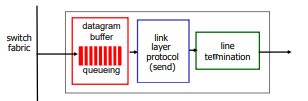 switch
fabric
datagram
buffer
queueing
link
layer
protocol
(send)
line
termination